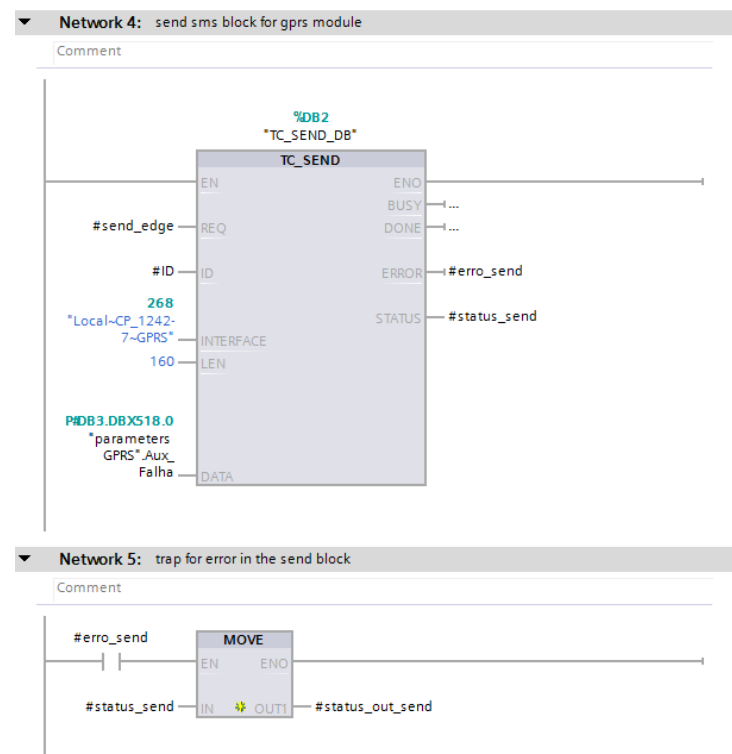 Network 4: send sms block for gprs module
Comment
%DB2
"TC_SEND_DB"
TC_SEND
EN ENO
BUSY ...
#send_edge REQ DONE ...
#ID ID ERROR #erro_send
268
"Local~CP_1242-
7~GPRS" INTERFACE STATUS #status_send
160 LEN
P#DB3.DBX518.0
"parameters
GPRS".Aux_
Falha DATA
Network 5: trap for error in the send block
Comment
#erro_send MOVE
EN ENO
#status_send IN OUT1 #status_out_send